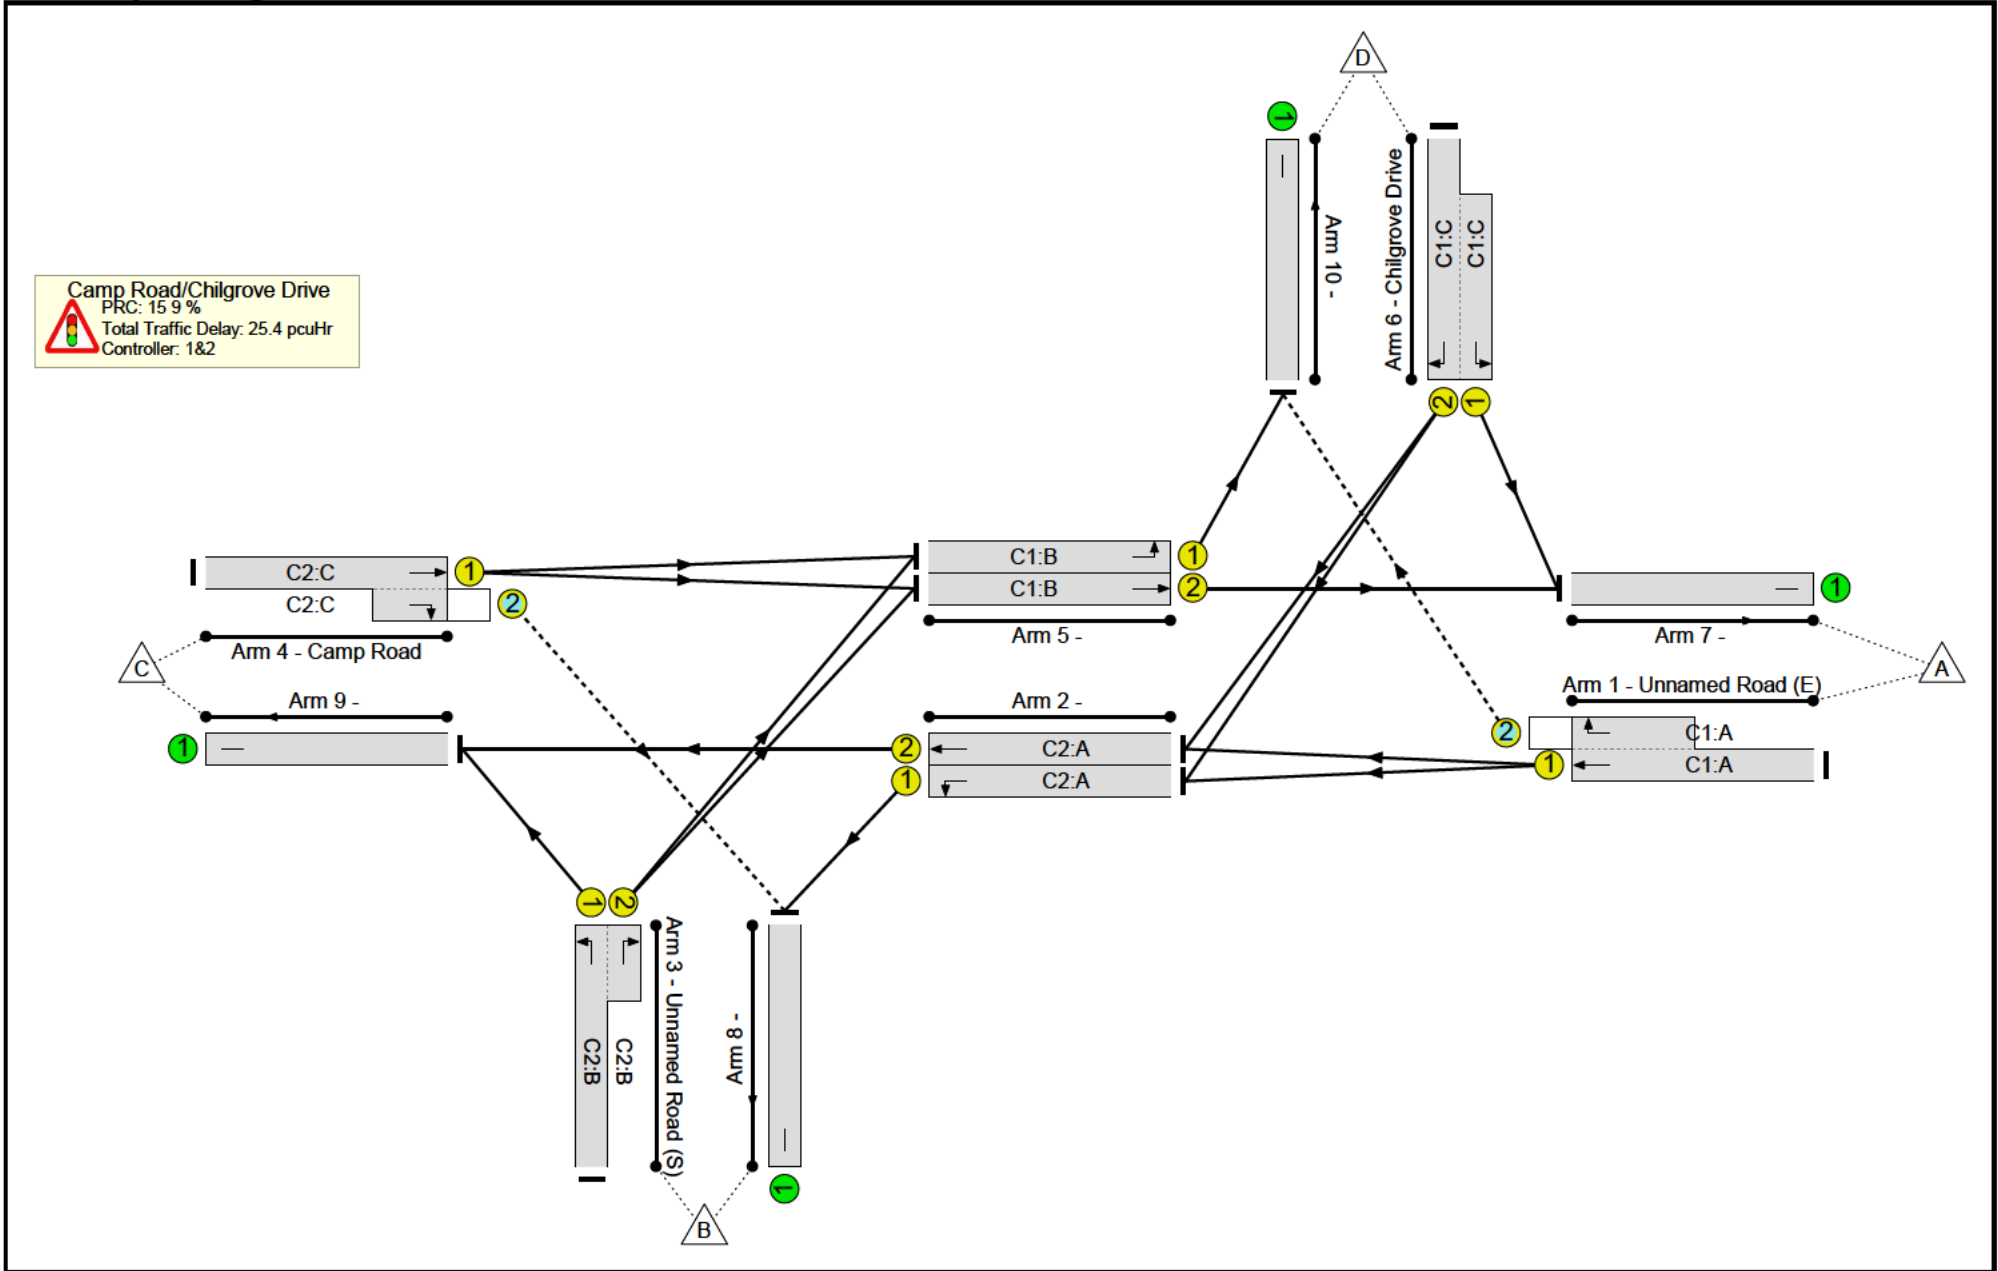 D
1
Arm 10 -
Arm 6 - Chilgrove Drive
C1:C
C1:C
2
1
Camp Road/Chilgrove Drive
PRC: 15 9 %
Total Traffic Delay: 25.4 pcuHr
Controller: 1&2
C2:C
1
C2:C
2
Arm 4 - Camp Road
C
C1:B
1
C1:B
2
Arm 5 -
1
Arm 7 -
A
Arm 1 - Unnamed Road (E)
2
C1:A
1
C1:A
Arm 9 -
1
Arm 2 -
2
C2:A
1
C2:A
1
2
C2:B
C2:B
Arm 3 - Unnamed Road (S)
Arm 8 -
1
B